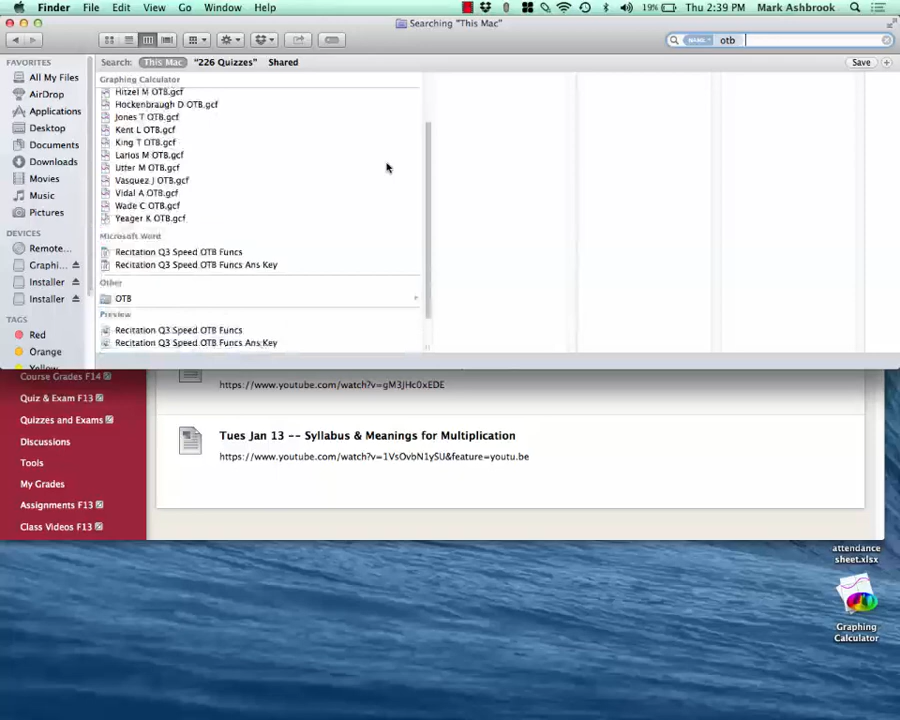 Finder File Edit View Go Window Help 19% Thu 2:39 PM Mark Ashbrook
Searching "This Mac"
NAME otb
FAVORITES
All My Files
AirDrop
Applications
Desktop
Documents
Downloads
Movies
Music
Pictures
DEVICES
Remote...
Graphi...
Installer
Installer
TAGS
Red
Orange
Yellow
Search: This Mac "226 Quizzes" Shared Save
Graphing Calculator
Hitzel M OTB.gcf
Hockenbraugh D OTB.gcf
Jones T OTB.gcf
Kent L OTB.gcf
King T OTB.gcf
Larios M OTB.gcf
Utter M OTB.gcf
Vasquez J OTB.gcf
Vidal A OTB.gcf
Wade C OTB.gcf
Yeager K OTB.gcf
Microsoft Word
Recitation Q3 Speed OTB Funcs
Recitation Q3 Speed OTB Funcs Ans Key
Other
OTB
Preview
Recitation Q3 Speed OTB Funcs
Recitation Q3 Speed OTB Funcs Ans Key
Course Grades F14
Quiz & Exam F13
Quizzes and Exams
Discussions
Tools
My Grades
Assignments F13
Class Videos F13
https://www.youtube.com/watch?v=gM3JHc0xEDE
Tues Jan 13 -- Syllabus & Meanings for Multiplication
https://www.youtube.com/watch?v=1VsOvbN1ySU&feature=youtu.be
attendance
sheet.xlsx
Graphing
Calculator